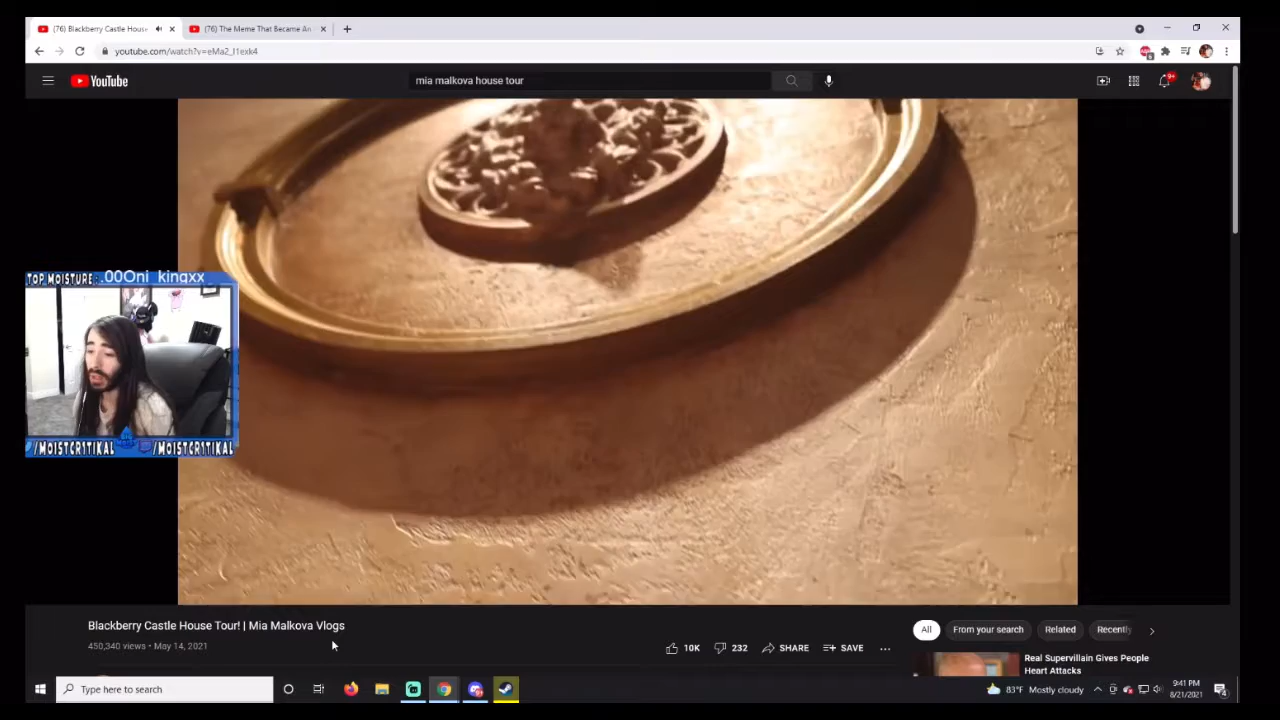 (76) Blackberry Castle Hous
(76) The Meme That Became An
youtube.com/watch?v=eMa2_l1exk4
YouTube
mia malkova house tour
9+
TOP MOISTURE : .00Oni_kingxx
/MOISTCR1TIKAL
/MOISTCR1TIKAL
Blackberry Castle House Tour! | Mia Malkova Vlogs
450,340 views • May 14, 2021
10K
232
SHARE
SAVE
All
From your search
Related
Recently
Real Supervillain Gives People
Heart Attacks
Type here to search
83°F Mostly cloudy
9:41 PM
8/21/2021